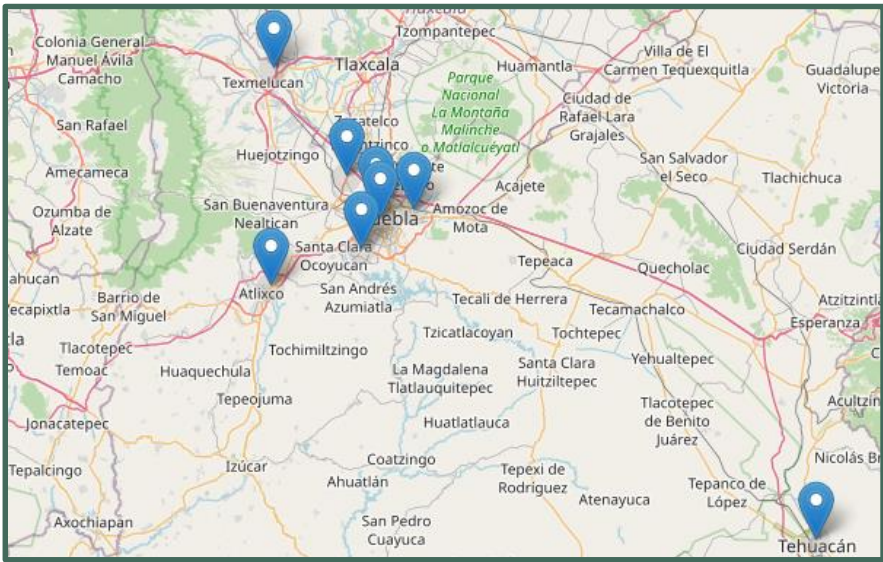 Tlaxcala
Tzompantepec
Colonia General
Manuel Ávila
Camacho
Villa de El
Carmen Tequexquitla
Tlaxcala
Huamantla
Guadalupe
Victoria
Texmelucan
Parque
Nacional
La Montaña
Malinche
o Matlalcuéyatl
Ciudad de
Rafael Lara
Grajales
San Rafael
Huejotzingo
San Salvador
el Seco
Amecameca
Acajete
Tlachichuca
San Buenaventura
Nealtican
Ozumba de
Alzate
Amozoc de
Mota
Santa Clara
Ocoyucan
Ciudad Serdán
Tepeaca
Quecholac
Atlixco
Barrio de
San Miguel
San Andrés
Azumiatla
Tecali de Herrera
Tecamachalco
Esperanza
Tzicatlacoyan
Tochtepec
Tlacotepec
Temoac
Tochimiltzingo
Huaquechula
Yehualtepec
La Magdalena
Tlatlauquitepec
Santa Clara
Huitziltepec
Tepeojuma
Tlacotepec
de Benito
Juárez
Jonacatepec
Huatlatlauca
Coatzingo
Tepalcingo
Izúcar
Ahuatlán
Tepexi de
Rodríguez
Tepanco de
López
Atenayuca
Axochiapan
San Pedro
Cuayuca
Tehuacán